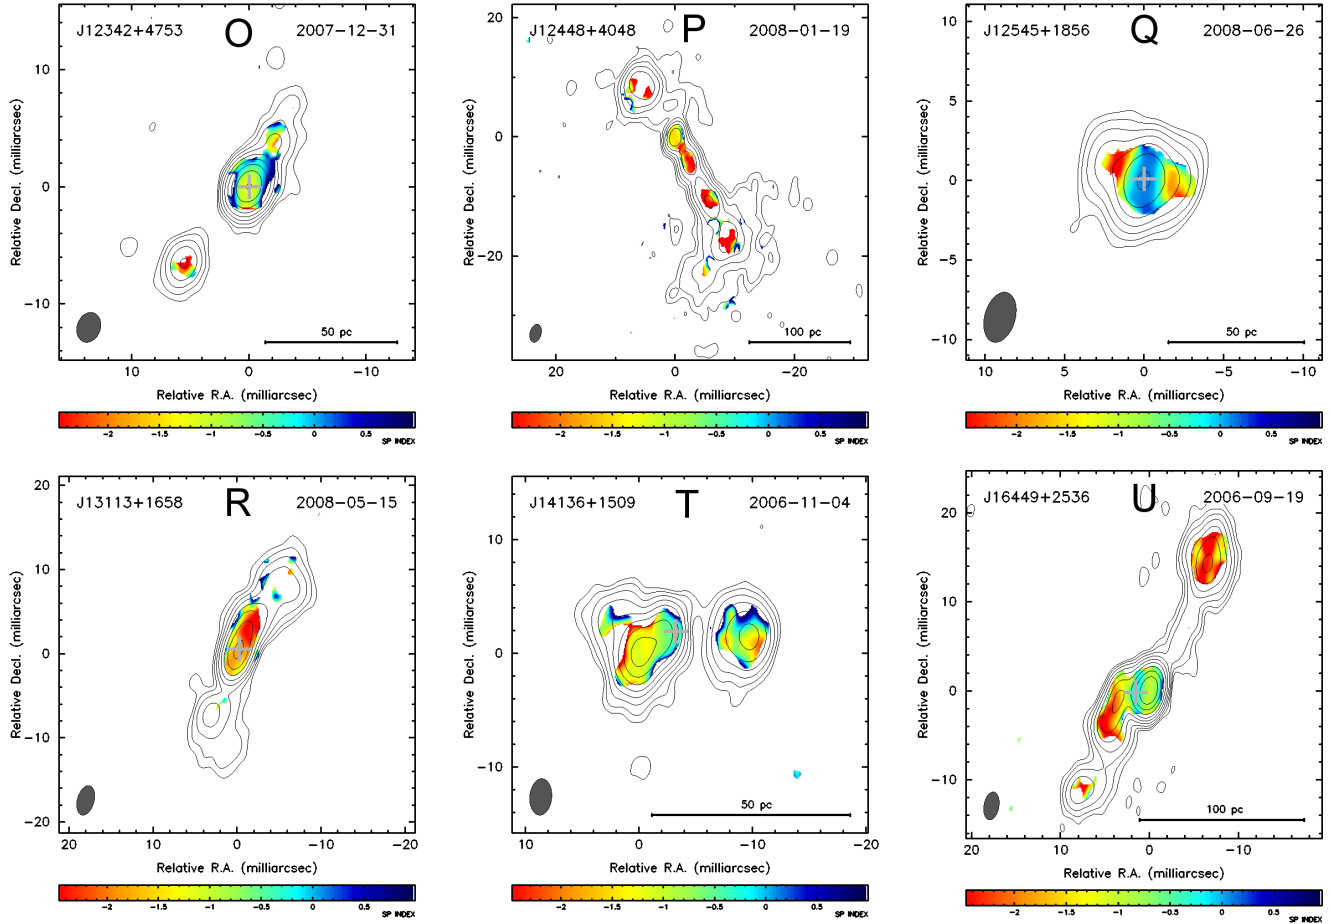 J12342+4753 O 2007-12-31
10
0
-10
Relative Decl. (milliarcsec)
50 pc
10 0 -10
Relative R.A. (milliarcsec)
-2 -1.5 -1 -0.5 0 0.5
SP INDEX
J12448+4048 P 2008-01-19
20
0
-20
Relative Decl. (milliarcsec)
100 pc
20 0 -20
Relative R.A. (milliarcsec)
-2 -1.5 -1 -0.5 0 0.5
SP INDEX
J12545+1856 Q 2008-06-26
10
5
0
-5
-10
Relative Decl. (milliarcsec)
50 pc
10 5 0 -5 -10
Relative R.A. (milliarcsec)
-2 -1.5 -1 -0.5 0 0.5
SP INDEX
J13113+1658 R 2008-05-15
20
10
0
-10
-20
Relative Decl. (milliarcsec)
20 10 0 -10 -20
Relative R.A. (milliarcsec)
-2 -1.5 -1 -0.5 0 0.5
SP INDEX
J14136+1509 T 2006-11-04
10
0
-10
Relative Decl. (milliarcsec)
50 pc
10 0 -10 -20
Relative R.A. (milliarcsec)
-2 -1.5 -1 -0.5 0 0.5
SP INDEX
J16449+2536 U 2006-09-19
20
10
0
-10
Relative Decl. (milliarcsec)
100 pc
20 10 0 -10
Relative R.A. (milliarcsec)
-2 -1.5 -1 -0.5 0 0.5
SP INDEX